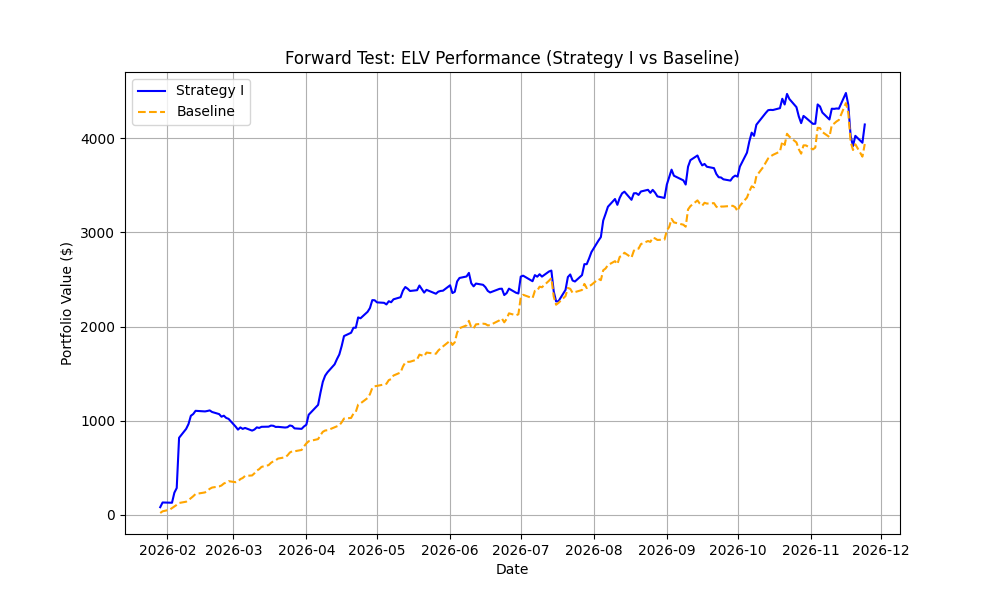 Forward Test: ELV Performance (Strategy I vs Baseline)
Strategy I
Baseline
Portfolio Value ($)
4000
3000
2000
1000
0
2026-02 2026-03 2026-04 2026-05 2026-06 2026-07 2026-08 2026-09 2026-10 2026-11 2026-12
Date